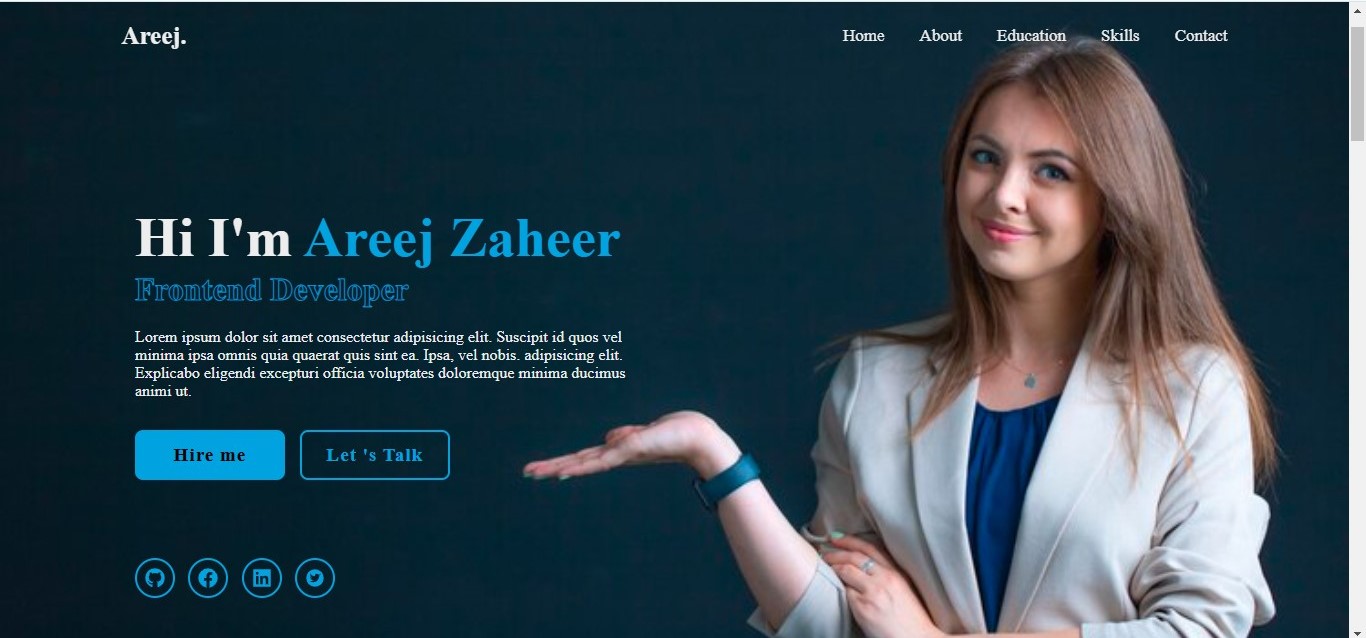 Areej.
Home About Education Skills Contact
Hi I'm Areej Zaheer
Frontend Developer
Lorem ipsum dolor sit amet consectetur adipisicing elit. Suscipit id quos vel
minima ipsa omnis quia quaerat quis sint ea. Ipsa, vel nobis. adipisicing elit.
Explicabo eligendi excepturi officia voluptates doloremque minima ducimus
animi ut.
Hire me
Let 's Talk